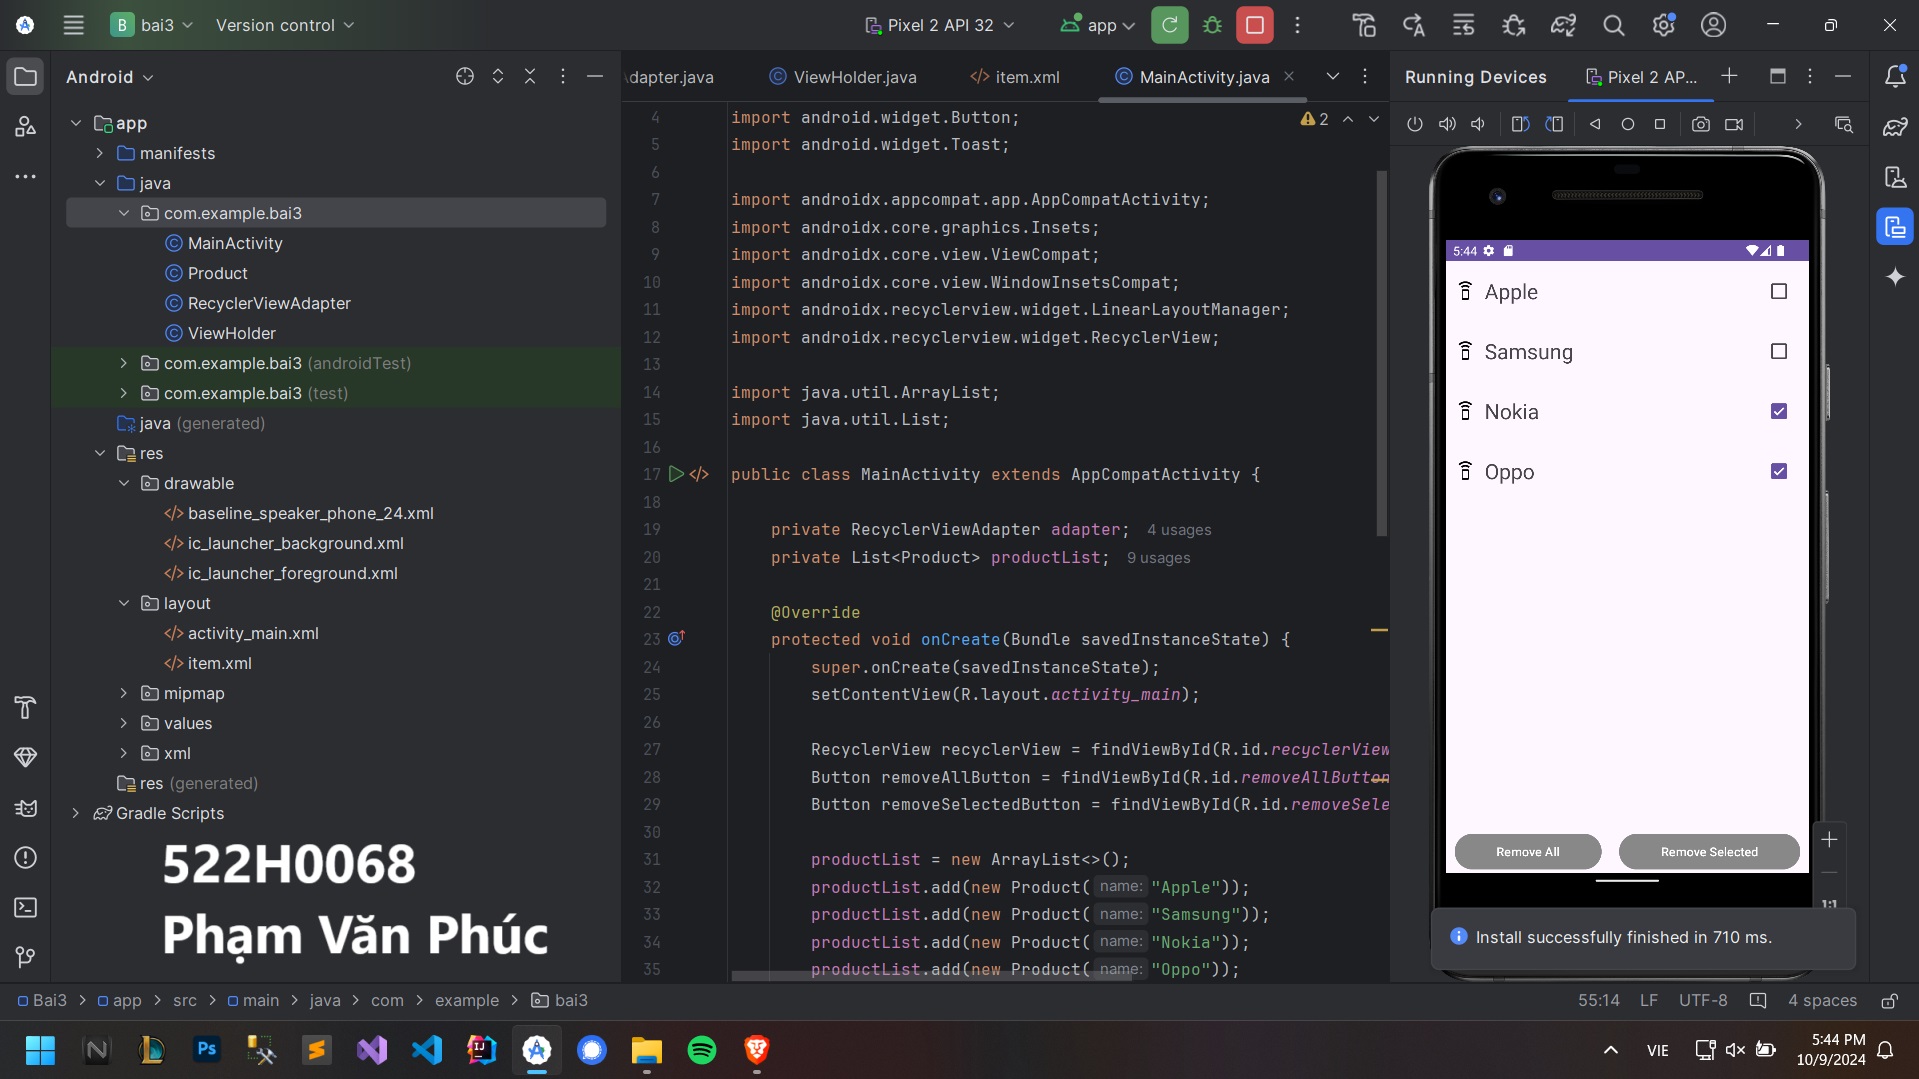 B bai3 Version control Pixel 2 API 32 app
Android
app
manifests
java
com.example.bai3
MainActivity
Product
RecyclerViewAdapter
ViewHolder
com.example.bai3 (androidTest)
com.example.bai3 (test)
java (generated)
res
drawable
baseline_speaker_phone_24.xml
ic_launcher_background.xml
ic_launcher_foreground.xml
layout
activity_main.xml
item.xml
mipmap
values
xml
res (generated)
Gradle Scripts
522H0068
Phạm Văn Phúc
dapter.java ViewHolder.java item.xml MainActivity.java
2
4 import android.widget.Button;
5 import android.widget.Toast;
6
7 import androidx.appcompat.app.AppCompatActivity;
8 import androidx.core.graphics.Insets;
9 import androidx.core.view.ViewCompat;
10 import androidx.core.view.WindowInsetsCompat;
11 import androidx.recyclerview.widget.LinearLayoutManager;
12 import androidx.recyclerview.widget.RecyclerView;
13
14 import java.util.ArrayList;
15 import java.util.List;
16
17 public class MainActivity extends AppCompatActivity {
18
19 private RecyclerViewAdapter adapter; 4 usages
20 private List<Product> productList; 9 usages
21
22 @Override
23 protected void onCreate(Bundle savedInstanceState) {
24 super.onCreate(savedInstanceState);
25 setContentView(R.layout.activity_main);
26
27 RecyclerView recyclerView = findViewById(R.id.recyclerView
28 Button removeAllButton = findViewById(R.id.removeAllButton
29 Button removeSelectedButton = findViewById(R.id.removeSele
30
31 productList = new ArrayList<>();
32 productList.add(new Product( name: "Apple"));
33 productList.add(new Product( name: "Samsung"));
34 productList.add(new Product( name: "Nokia"));
35 productList.add(new Product( name: "Oppo"));
Running Devices Pixel 2 AP...
5:44
Apple
Samsung
Nokia
Oppo
Remove All Remove Selected
1:1
Install successfully finished in 710 ms.
Bai3 > app > src > main > java > com > example > bai3
55:14 LF UTF-8 4 spaces
N Ps IJ VIE
5:44 PM
10/9/2024